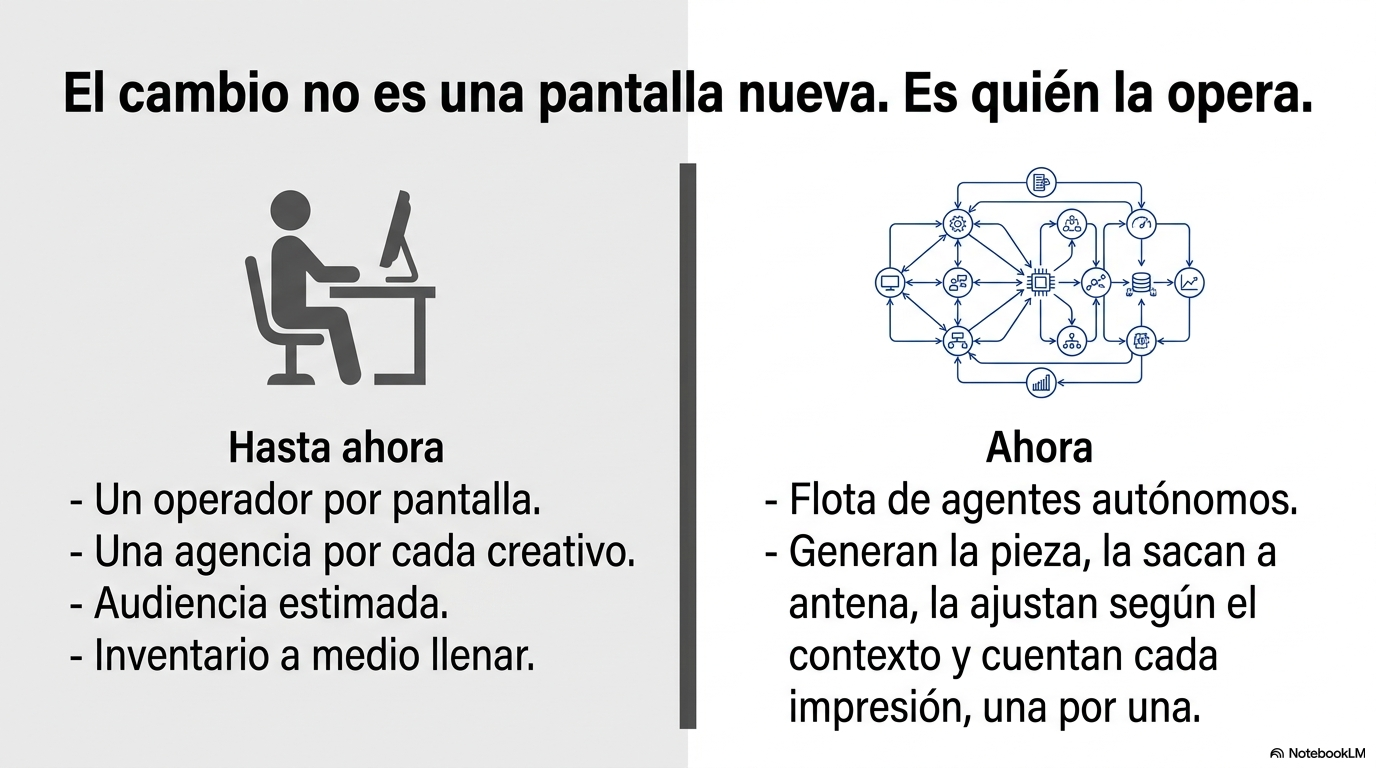 El cambio no es una pantalla nueva. Es quién la opera.
Hasta ahora
- Un operador por pantalla.
- Una agencia por cada creativo.
- Audiencia estimada.
- Inventario a medio llenar.
Ahora
- Flota de agentes autónomos.
- Generan la pieza, la sacan a
antena, la ajustan según el
contexto y cuentan cada
impresión, una por una.
NotebookLM